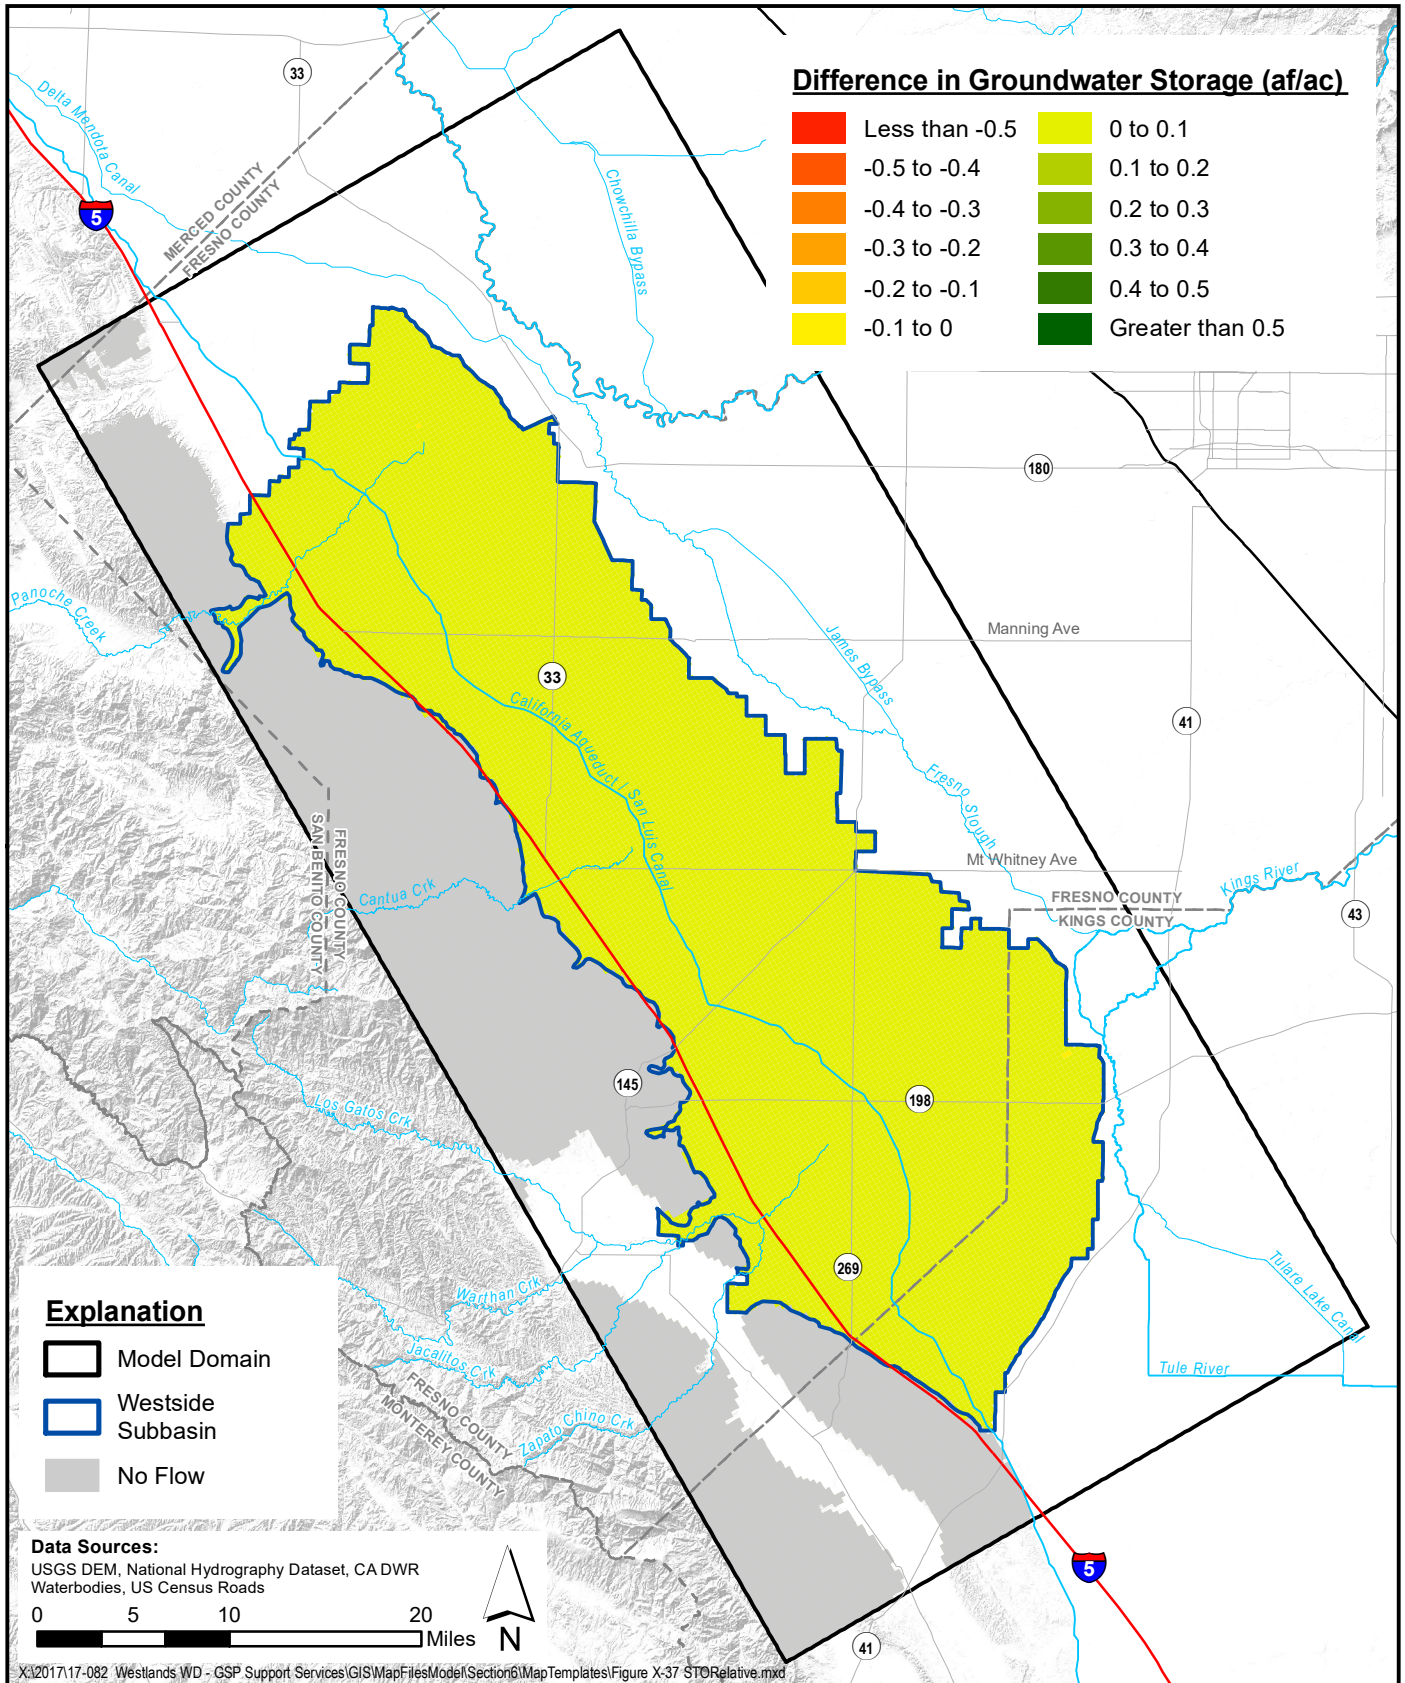 Difference in Groundwater Storage (af/ac)
Less than -0.5
-0.5 to -0.4
-0.4 to -0.3
-0.3 to -0.2
-0.2 to -0.1
-0.1 to 0
0 to 0.1
0.1 to 0.2
0.2 to 0.3
0.3 to 0.4
0.4 to 0.5
Greater than 0.5
33
Delta Mendota Canal
5
MERCED COUNTY
FRESNO COUNTY
Chowchilla Bypass
180
Panoche Creek
Manning Ave
James Bypass
33
41
California Aqueduct / San Luis Canal
Fresno Slough
SAN BENITO COUNTY
FRESNO COUNTY
Mt Whitney Ave
Cantua Crk
Kings River
FRESNO COUNTY
KINGS COUNTY
43
145
198
Los Gatos Crk
269
Warthan Crk
Tulare Lake Canal
Jacalitos Crk
Tule River
FRESNO COUNTY
MONTEREY COUNTY
Zapato Chino Crk
5
41
Explanation
Model Domain
Westside
Subbasin
No Flow
Data Sources:
USGS DEM, National Hydrography Dataset, CA DWR
Waterbodies, US Census Roads
0 5 10 20
Miles
N
X:\2017\17-082 Westlands WD - GSP Support Services\GIS\MapFilesModel\Section6\MapTemplates\Figure X-37 STORelative.mxd